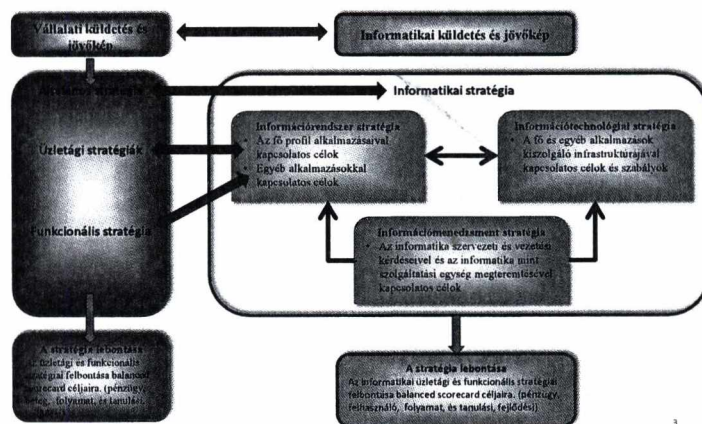 Vállalati küldetés és
jövőkép
Informatikai küldetés és jövőkép
Általános stratégia
Üzletági stratégiák
Funkcionális stratégia
Informatikai stratégia
Információrendszer stratégia
• Az fő profil alkalmazásaival
kapcsolatos célok
• Egyéb alkalmazásokkal
kapcsolatos célok
Információtechnológiai stratégia
• A fő és egyéb alkalmazások
kiszolgáló infrastruktúrájával
kapcsolatos célok és szabályok
Információmenedzsment stratégia
• Az informatika szervezeti és vezetési
kérdéseivel és az informatika mint
szolgáltatási egység megteremtésével
kapcsolatos célok
A stratégia lebontása
üzletági és funkcionális
stratégiai felbontása balanced
scorecard céljaira. (pénzügy,
folyamat, és tanulási,
A stratégia lebontása
Az informatikai üzletági és funkcionális stratégiai
felbontása balanced scorecard céljaira. (pénzügy,
felhasználó, folyamat, és tanulási, fejlődési)
3